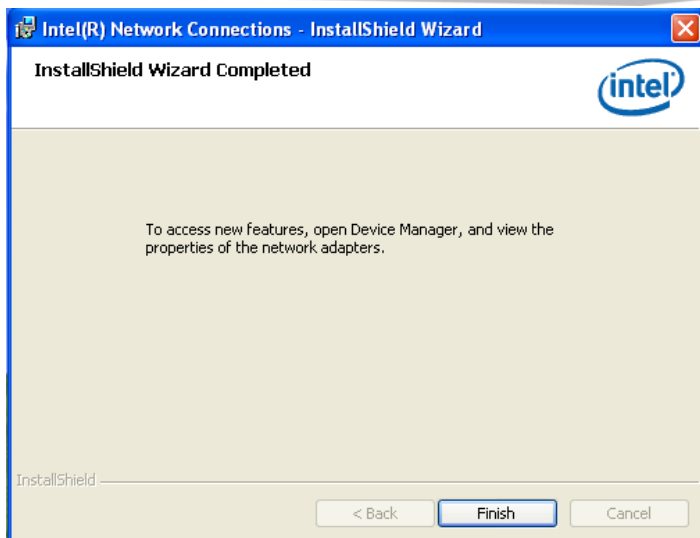 Intel(R) Network Connections - InstallShield Wizard
InstallShield Wizard Completed
intel
To access new features, open Device Manager, and view the
properties of the network adapters.
InstallShield
< Back
Finish
Cancel